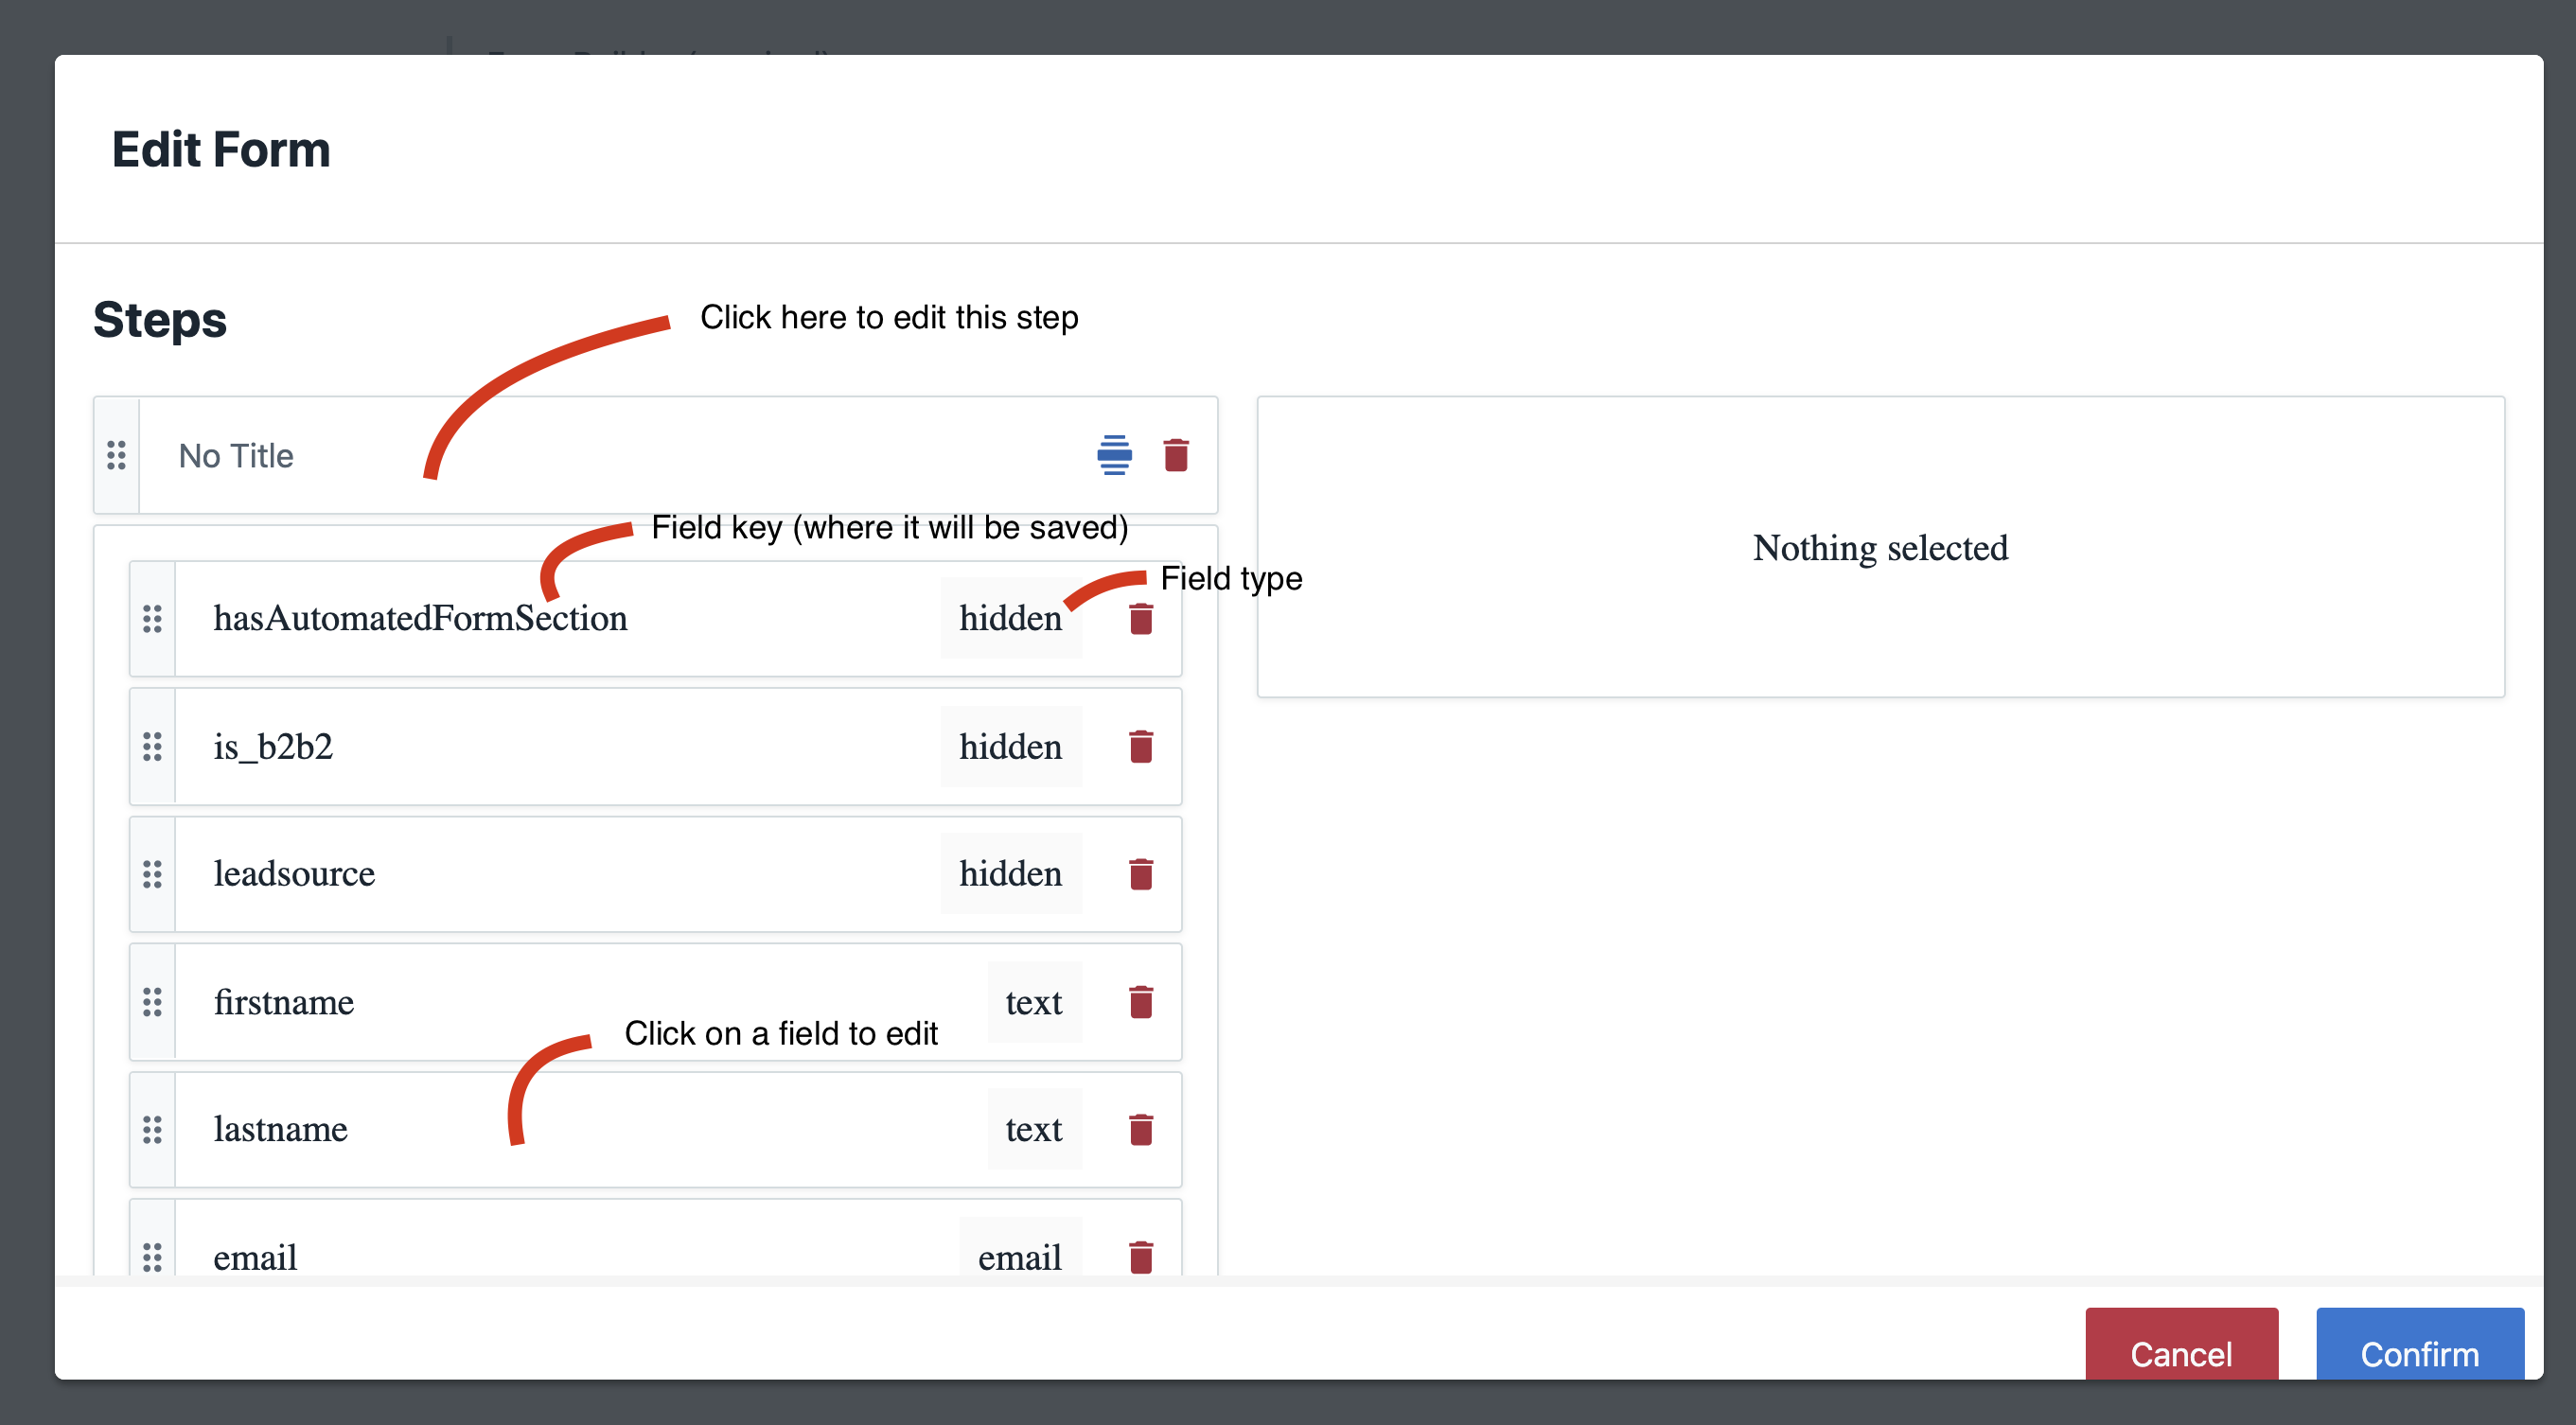 Edit Form
Steps
Click here to edit this step
No Title
Field key (where it will be saved)
Nothing selected
Field type
hasAutomatedFormSection hidden
is_b2b2 hidden
leadsource hidden
firstname text
Click on a field to edit
lastname text
email email
Cancel Confirm